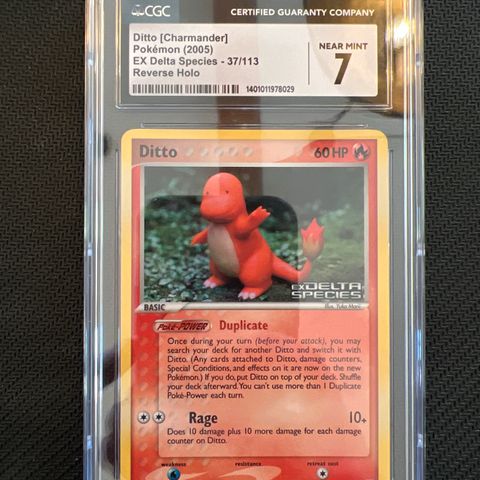 CGC
CERTIFIED GUARANTY COMPANY
Ditto [Charmander]
Pokémon (2005)
EX Delta Species - 37/113
Reverse Holo
1401011978029
NEAR MINT
7
Ditto 60 HP
EX DELTA
SPECIES
BASIC
Illus. Yuka Morii
Poké-POWER Duplicate
Once during your turn (before your attack), you may
search your deck for another Ditto and switch it with
Ditto. (Any cards attached to Ditto, damage counters,
Special Conditions, and effects on it are now on the new
Pokémon.) If you do, put Ditto on top of your deck. Shuffle
your deck afterward. You can't use more than 1 Duplicate
Poké-Power each turn.
Rage 10+
Does 10 damage plus 10 more damage for each damage
counter on Ditto.
weakness resistance retreat cost